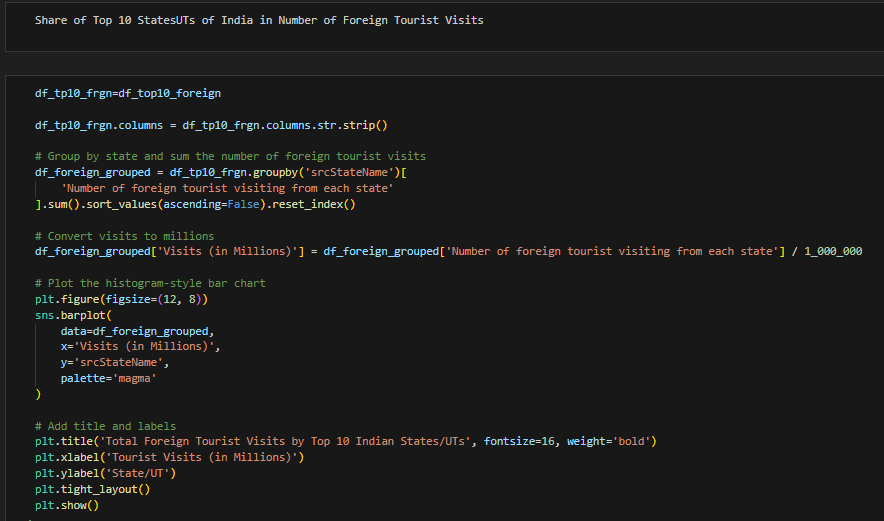 Share of Top 10 StatesUTs of India in Number of Foreign Tourist Visits
df_tp10_frgn=df_top10_foreign
df_tp10_frgn.columns = df_tp10_frgn.columns.str.strip()
# Group by state and sum the number of foreign tourist visits
df_foreign_grouped = df_tp10_frgn.groupby('srcStateName')[
    'Number of foreign tourist visiting from each state'
].sum().sort_values(ascending=False).reset_index()
# Convert visits to millions
df_foreign_grouped['Visits (in Millions)'] = df_foreign_grouped['Number of foreign tourist visiting from each state'] / 1_000_000
# Plot the histogram-style bar chart
plt.figure(figsize=(12, 8))
sns.barplot(
    data=df_foreign_grouped,
    x='Visits (in Millions)',
    y='srcStateName',
    palette='magma'
)
# Add title and labels
plt.title('Total Foreign Tourist Visits by Top 10 Indian States/UTs', fontsize=16, weight='bold')
plt.xlabel('Tourist Visits (in Millions)')
plt.ylabel('State/UT')
plt.tight_layout()
plt.show()